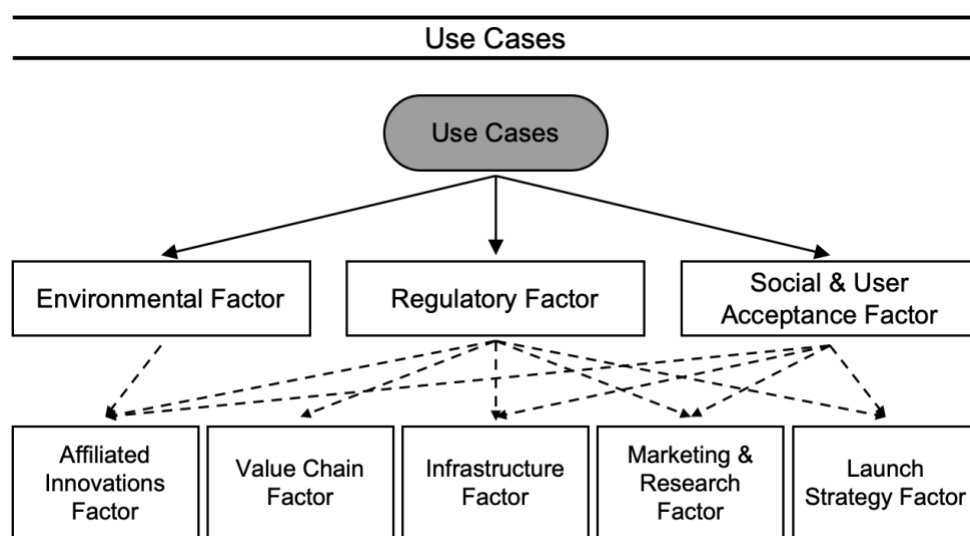 Use Cases
Use Cases
Environmental Factor
Regulatory Factor
Social & User
Acceptance Factor
Affiliated
Innovations
Factor
Value Chain
Factor
Infrastructure
Factor
Marketing &
Research
Factor
Launch
Strategy Factor